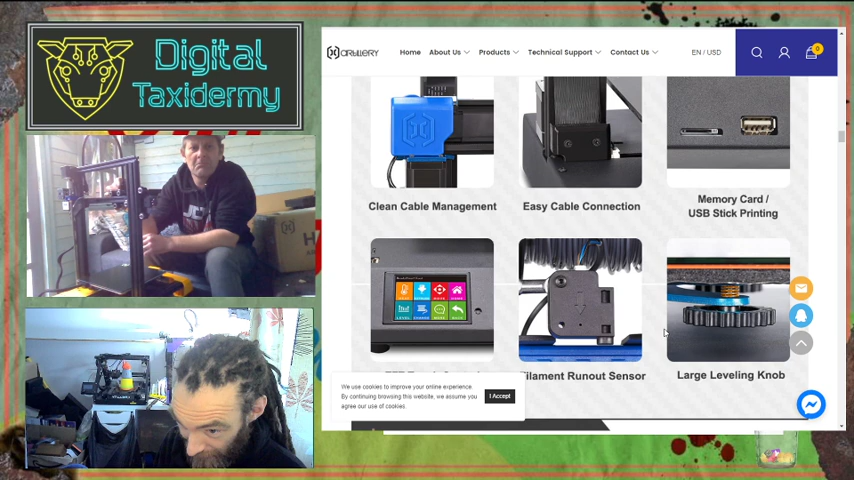 Digital
Taxidermy
ARTILLERY
Home
About Us
Products
Technical Support
Contact Us
EN / USD
0
Clean Cable Management
Easy Cable Connection
Memory Card /
USB Stick Printing
Filament Runout Sensor
Large Leveling Knob
We use cookies to improve your online experience.
By continuing browsing this website, we assume you
agree our use of cookies.
I Accept